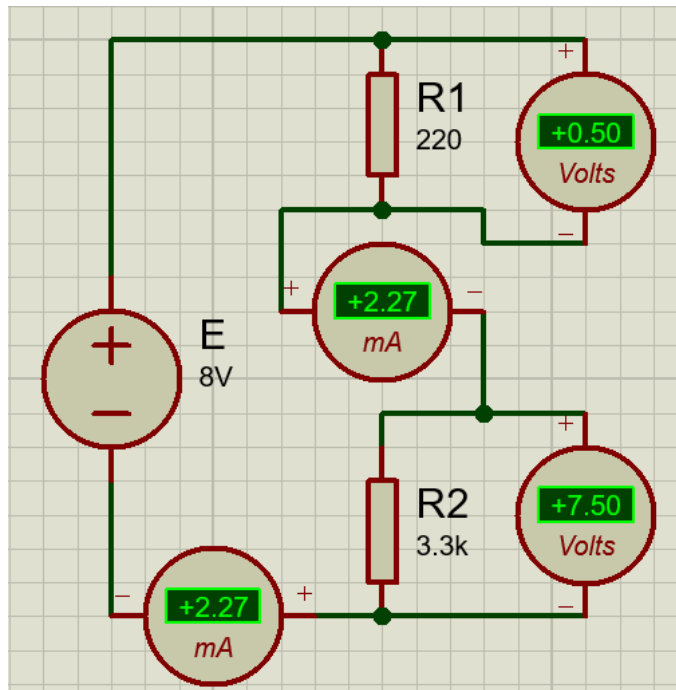 +
R1
220
+0.50
Volts
−
+
+2.27
mA
−
E
8V
+
−
R2
3.3k
+
+7.50
Volts
−
−
+2.27
mA
+